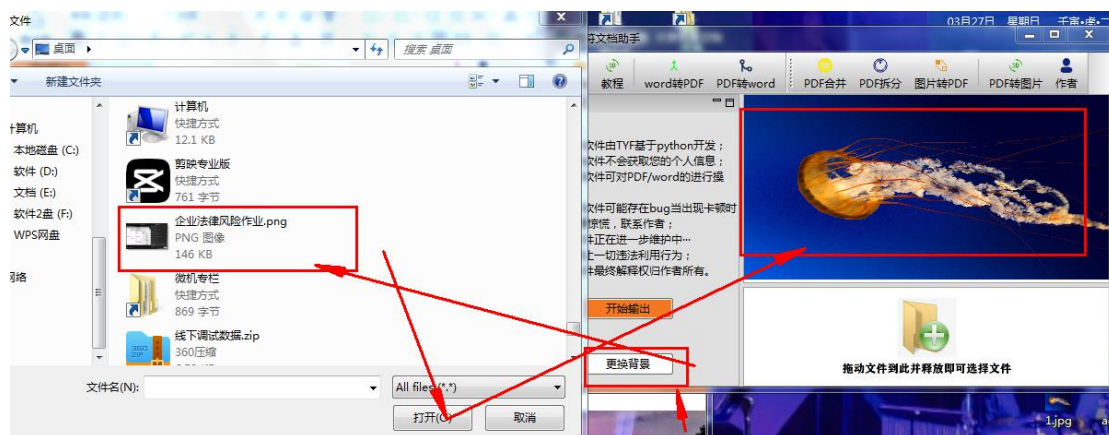 文件
桌面
搜索 桌面
新建文件夹
计算机
快捷方式
12.1 KB
剪映专业版
快捷方式
761 字节
企业法律风险作业.png
PNG 图像
146 KB
微机专栏
快捷方式
869 字节
线下调试数据.zip
360压缩
本地磁盘 (C:)
软件 (D:)
文档 (E:)
软件2盘 (F:)
WPS网盘
网络
文件名(N):
All files (*.*)
打开(O)
取消
03月27日 星期日
符文档助手
教程
word转PDF
PDF转word
PDF合并
PDF拆分
图片转PDF
PDF转图片
作者
软件由TYF基于python开发；
软件不会获取您的个人信息；
软件可对PDF/word的进行操
软件可能存在bug当出现卡顿时
惊慌，联系作者；
件正在进一步维护中…
止一切违法利用行为；
件最终解释权归作者所有。
开始输出
更换背景
拖动文件到此并释放即可选择文件
1.jpg